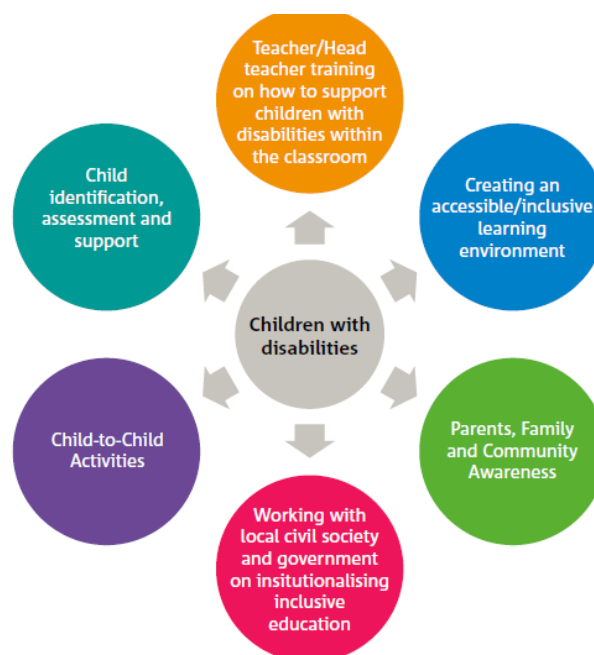 Teacher/Head
teacher training
on how to support
children with
disabilities within
the classroom
Child
identification,
assessment and
support
Creating an
accessible/inclusive
learning
environment
Children with
disabilities
Child-to-Child
Activities
Parents, Family
and Community
Awareness
Working with
local civil society
and government
on insitutionalising
inclusive
education